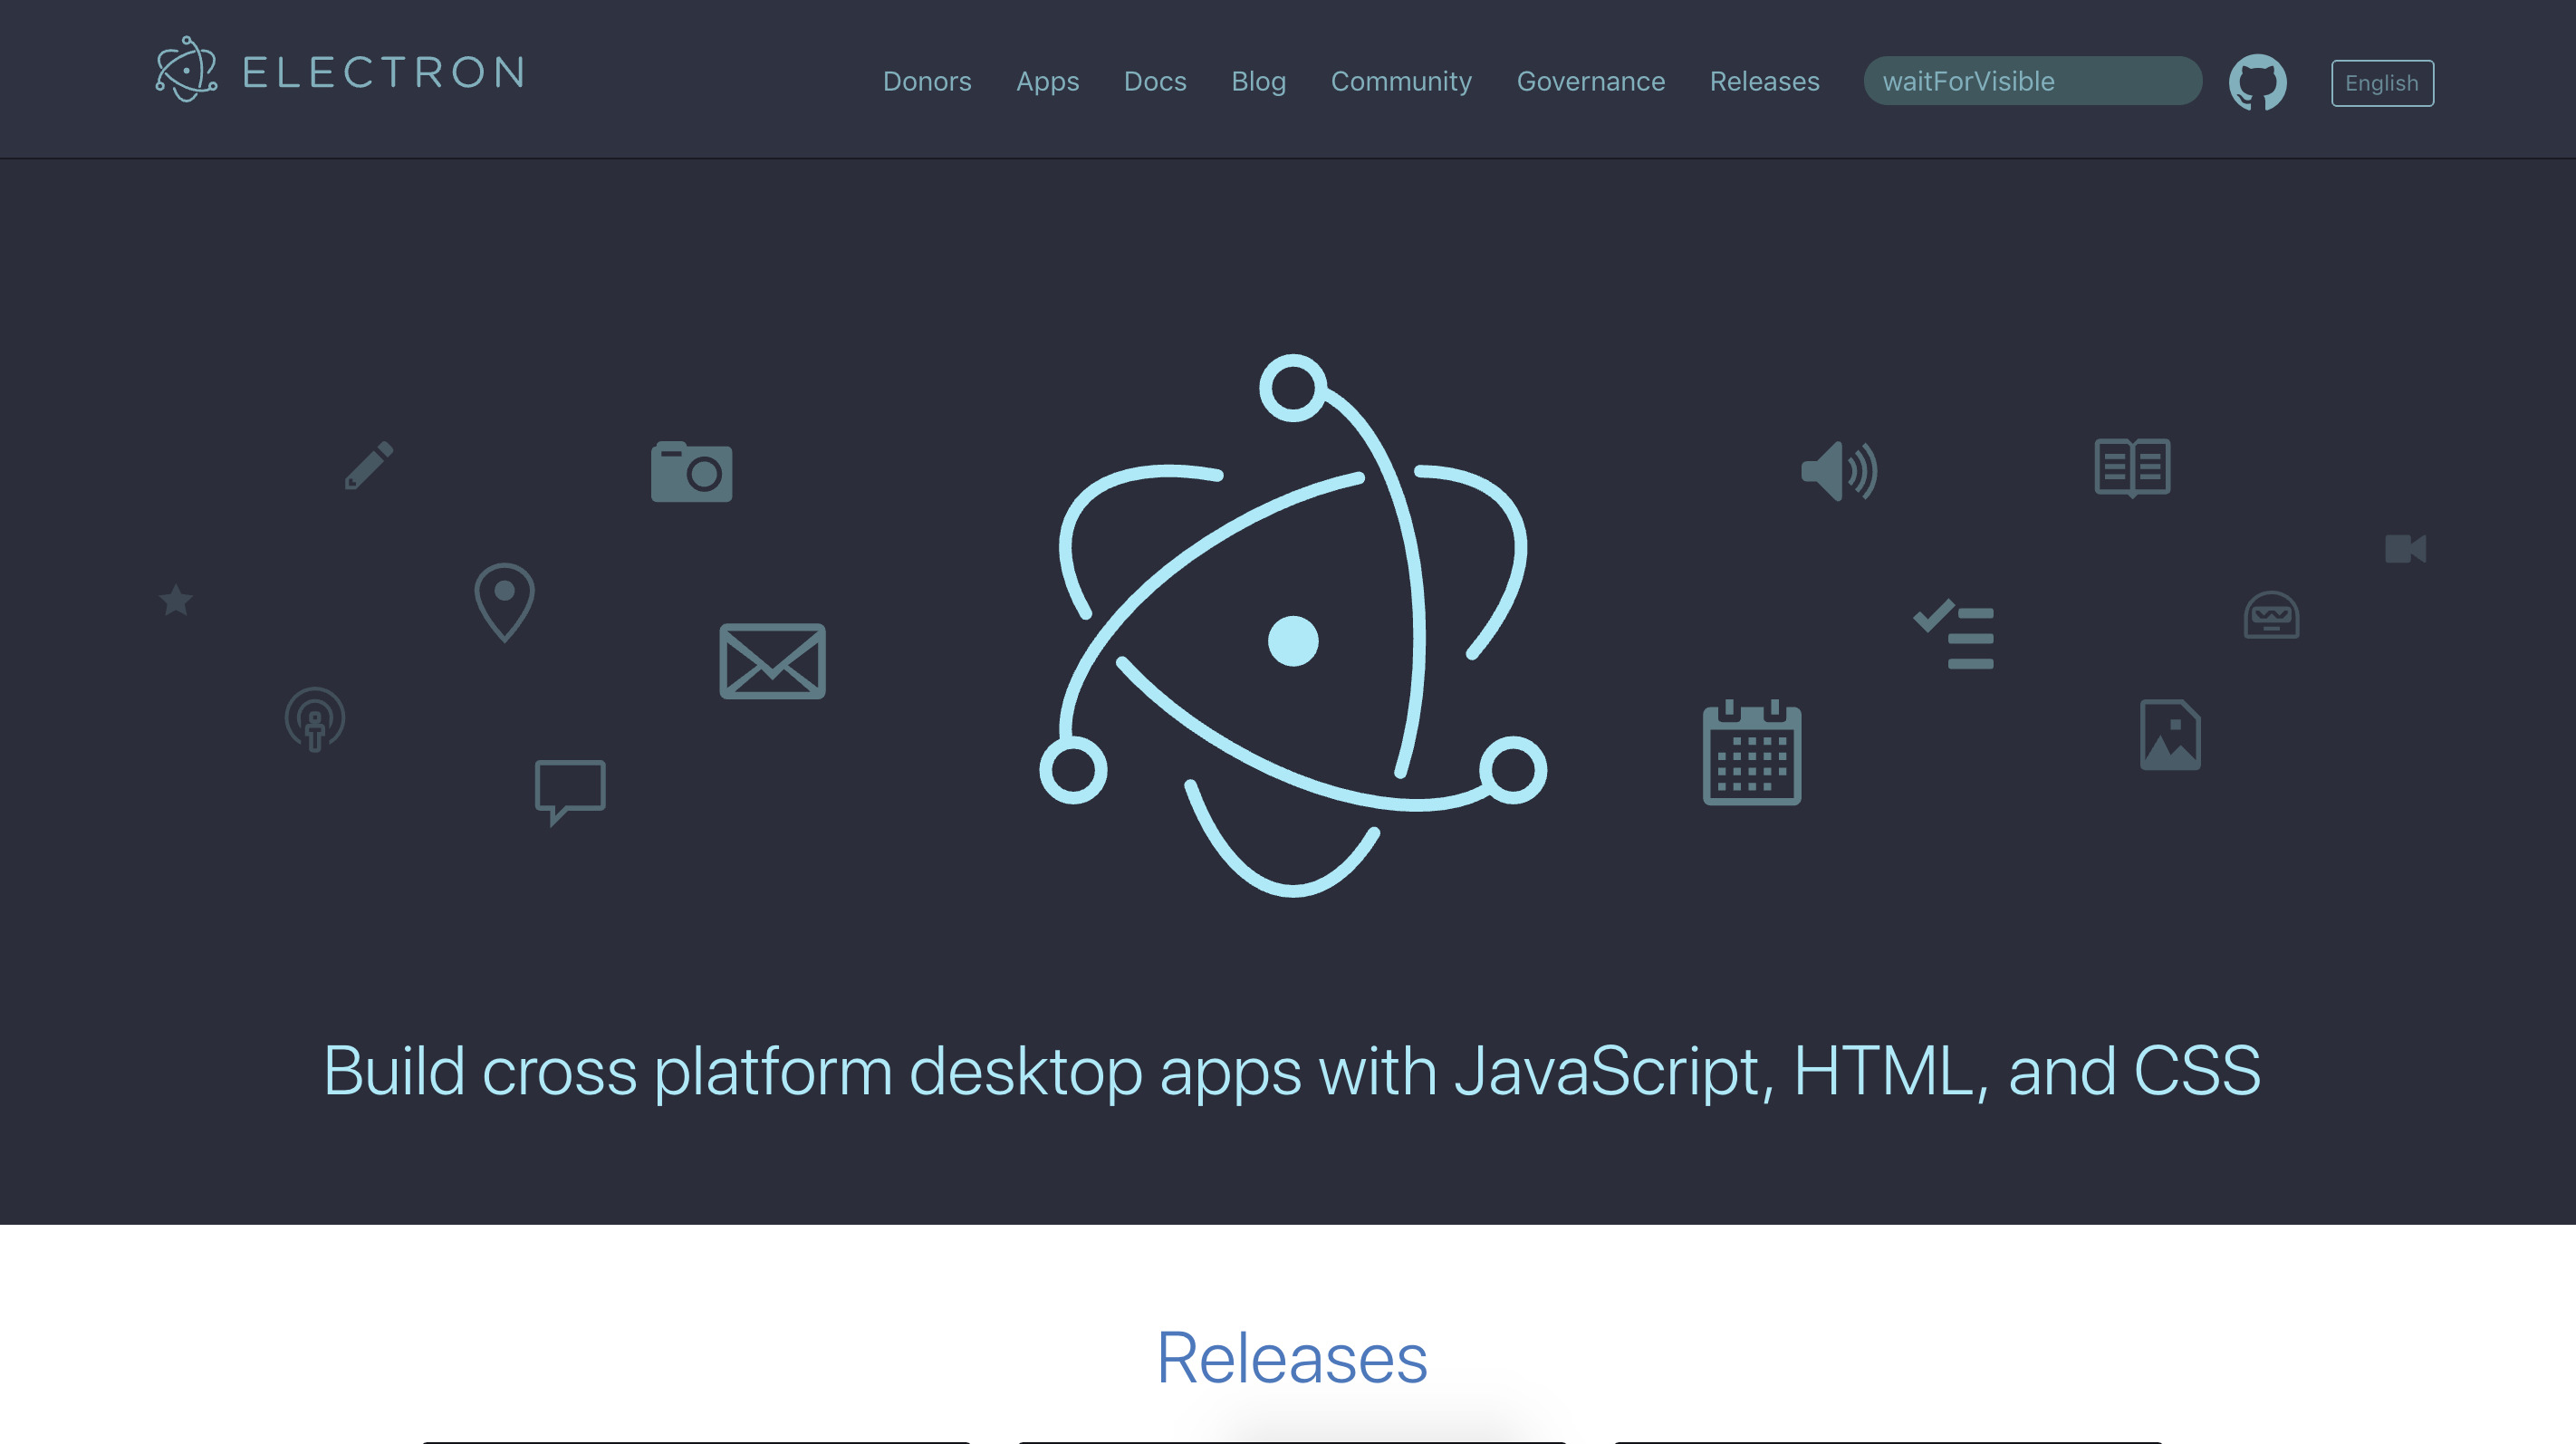 ELECTRON
Donors Apps Docs Blog Community Governance Releases waitForVisible English
Build cross platform desktop apps with JavaScript, HTML, and CSS
Releases